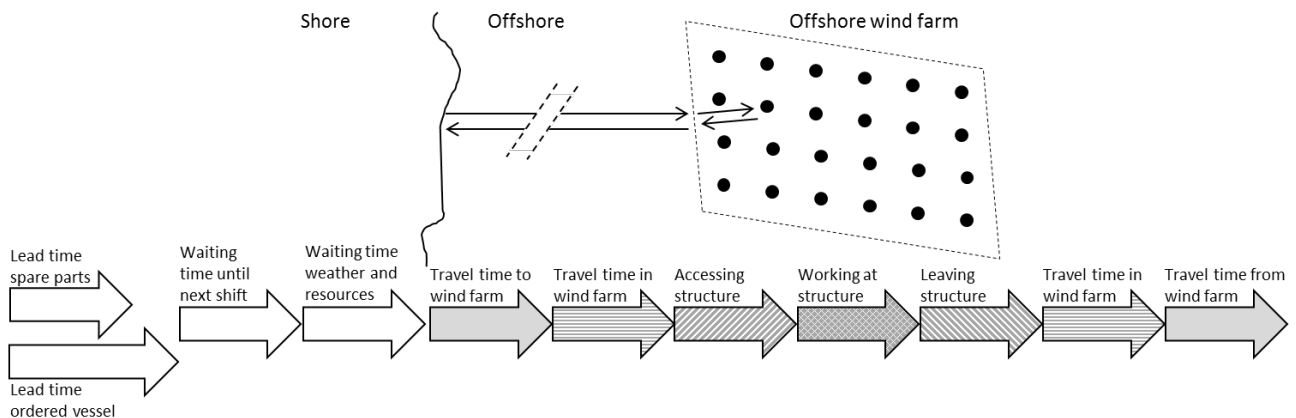 Shore
Offshore
Offshore wind farm
Lead time
spare parts
Lead time
ordered vessel
Waiting
time until
next shift
Waiting time
weather and
resources
Travel time to
wind farm
Travel time in
wind farm
Accessing
structure
Working at
structure
Leaving
structure
Travel time in
wind farm
Travel time from
wind farm